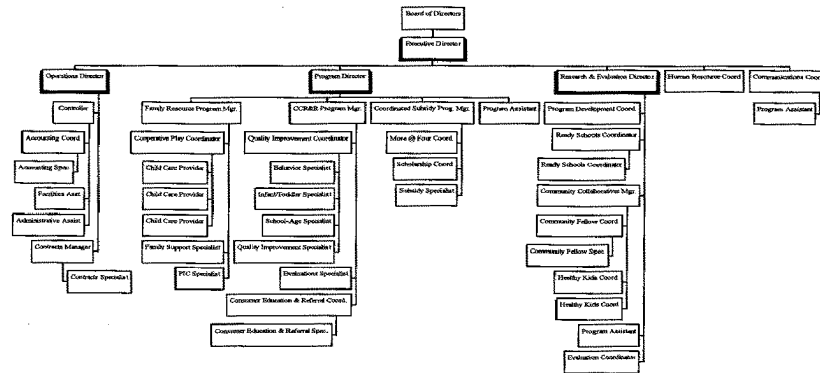 Board of Directors
Executive Director
Operations Director
Program Director
Research & Evaluation Director
Human Resource Coord
Communications Coord
Controller
Accounting Coord
Accounting Spec
Facilities Asst
Administrative Assist.
Contracts Manager
Contracts Specialist
Family Resource Program Mgr.
Cooperative Play Coordinator
Child Care Provider
Child Care Provider
Child Care Provider
Family Support Specialist
PIC Specialist
CCR&R Program Mgr.
Quality Improvement Coordinator
Behavior Specialist
Infant/Toddler Specialist
School-Age Specialist
Quality Improvement Specialist
Evaluations Specialist
Consumer Education & Referral Coord.
Consumer Education & Referral Spec.
Coordinated Subsidy Prog. Mgr.
More @ Four Coord.
Scholarship Coord
Subsidy Specialist
Program Assistant
Program Development Coord.
Ready Schools Coordinator
Ready Schools Coordinator
Community Collaborations Mgr.
Community Fellow Coord
Community Fellow Spec
Healthy Kids Coord
Healthy Kids Coord
Program Assistant
Evaluation Coordinator
Program Assistant